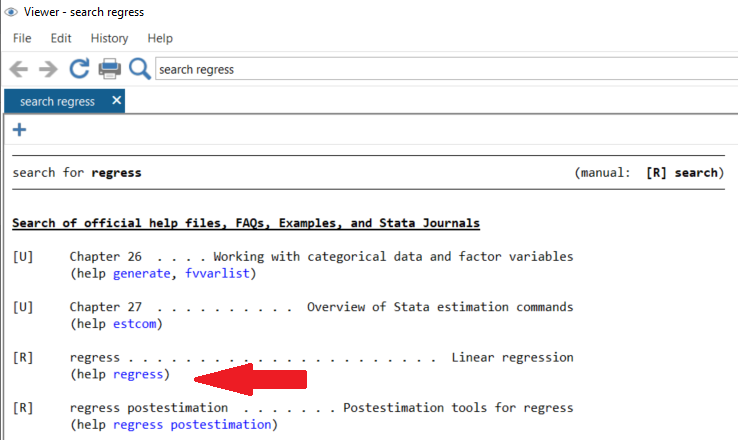 Viewer - search regress
File Edit History Help
search regress
search regress ×
+
search for regress (manual: [R] search)
Search of official help files, FAQs, Examples, and Stata Journals
[U] Chapter 26 . . . . Working with categorical data and factor variables
(help generate, fvvarlist)
[U] Chapter 27 . . . . . . . . . . Overview of Stata estimation commands
(help estcom)
[R] regress . . . . . . . . . . . . . . . . . . . . . . Linear regression
(help regress)
[R] regress postestimation . . . . . . . Postestimation tools for regress
(help regress postestimation)